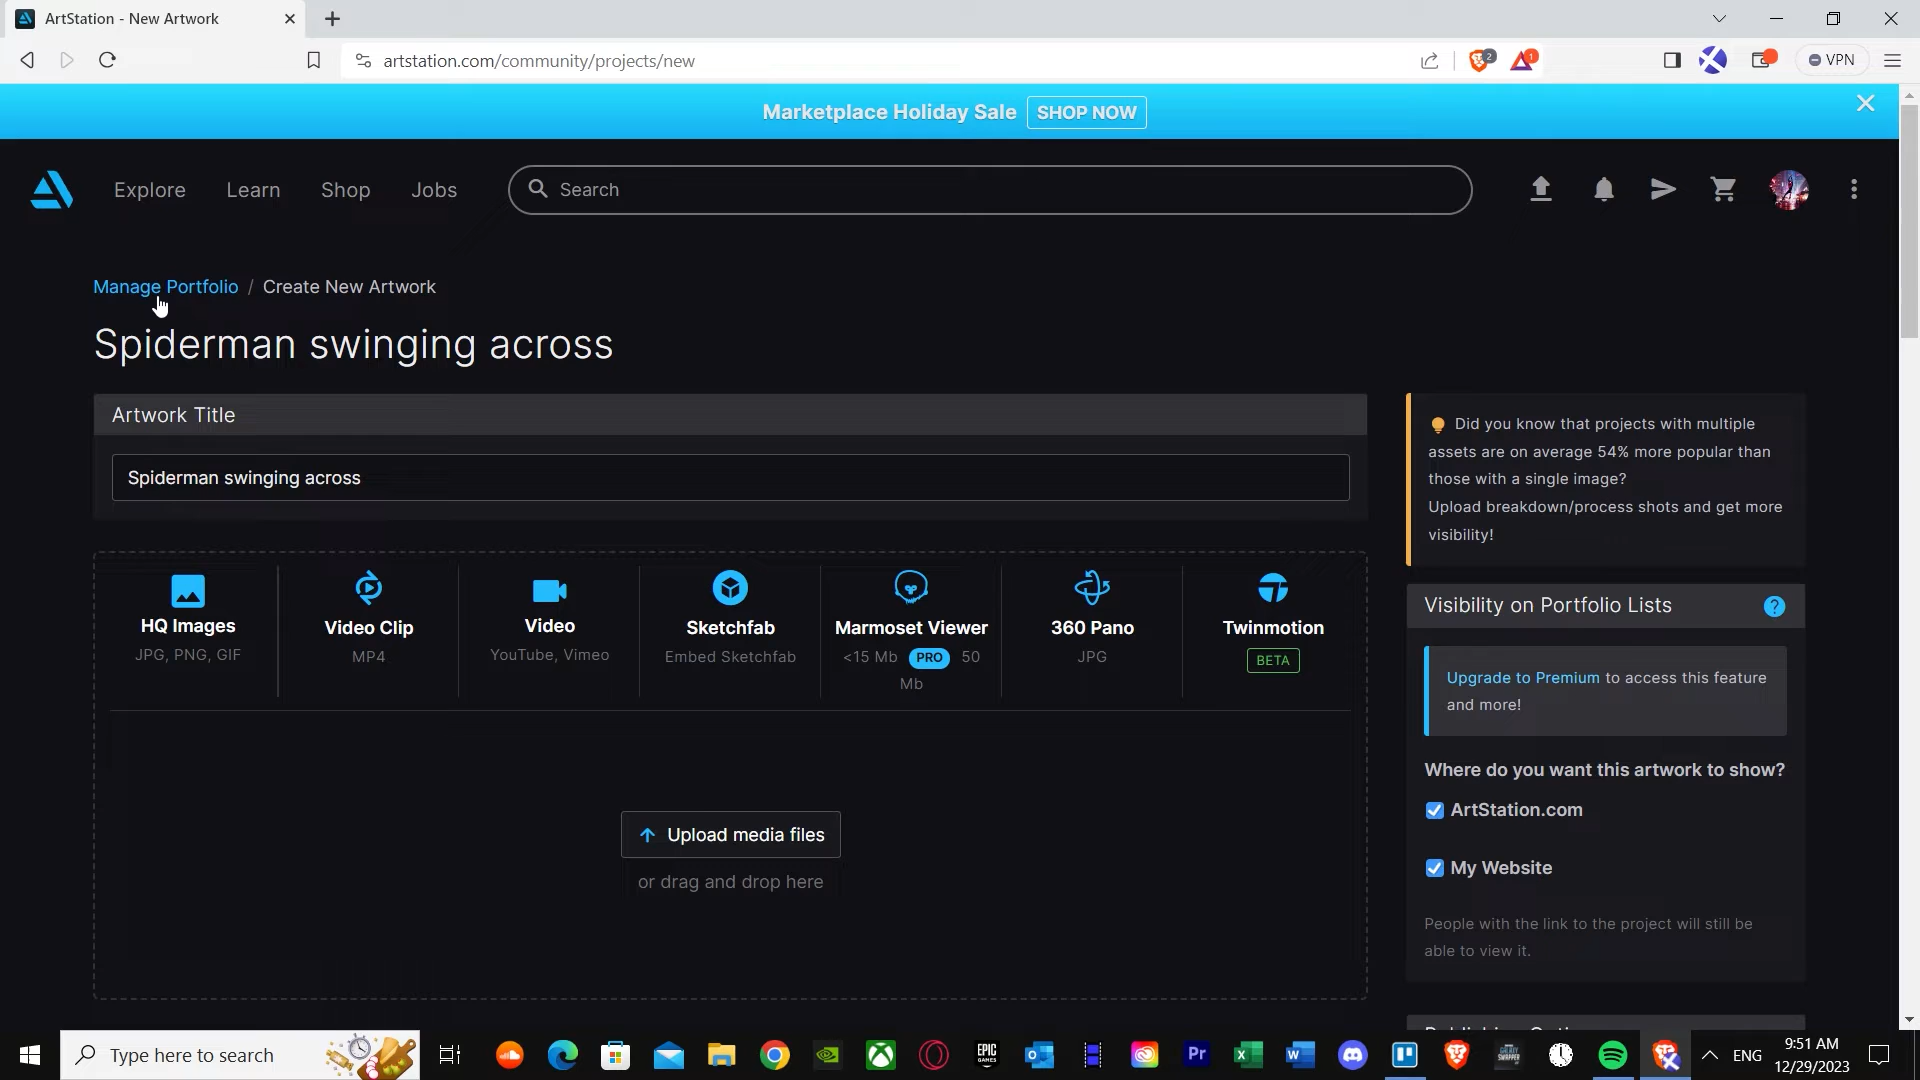 ArtStation - New Artwork
artstation.com/community/projects/new
2
1
VPN
Marketplace Holiday Sale SHOP NOW
Explore Learn Shop Jobs Search
Manage Portfolio / Create New Artwork
Spiderman swinging across
Artwork Title
Spiderman swinging across
HQ Images
JPG, PNG, GIF
Video Clip
MP4
Video
YouTube, Vimeo
Sketchfab
Embed Sketchfab
Marmoset Viewer
<15 Mb PRO 50
Mb
360 Pano
JPG
Twinmotion
BETA
Upload media files
or drag and drop here
Did you know that projects with multiple
assets are on average 54% more popular than
those with a single image?
Upload breakdown/process shots and get more
visibility!
Visibility on Portfolio Lists ?
Upgrade to Premium to access this feature
and more!
Where do you want this artwork to show?
ArtStation.com
My Website
People with the link to the project will still be
able to view it.
Type here to search
EPIC
GAMES
Pr
ENG
9:51 AM
12/29/2023